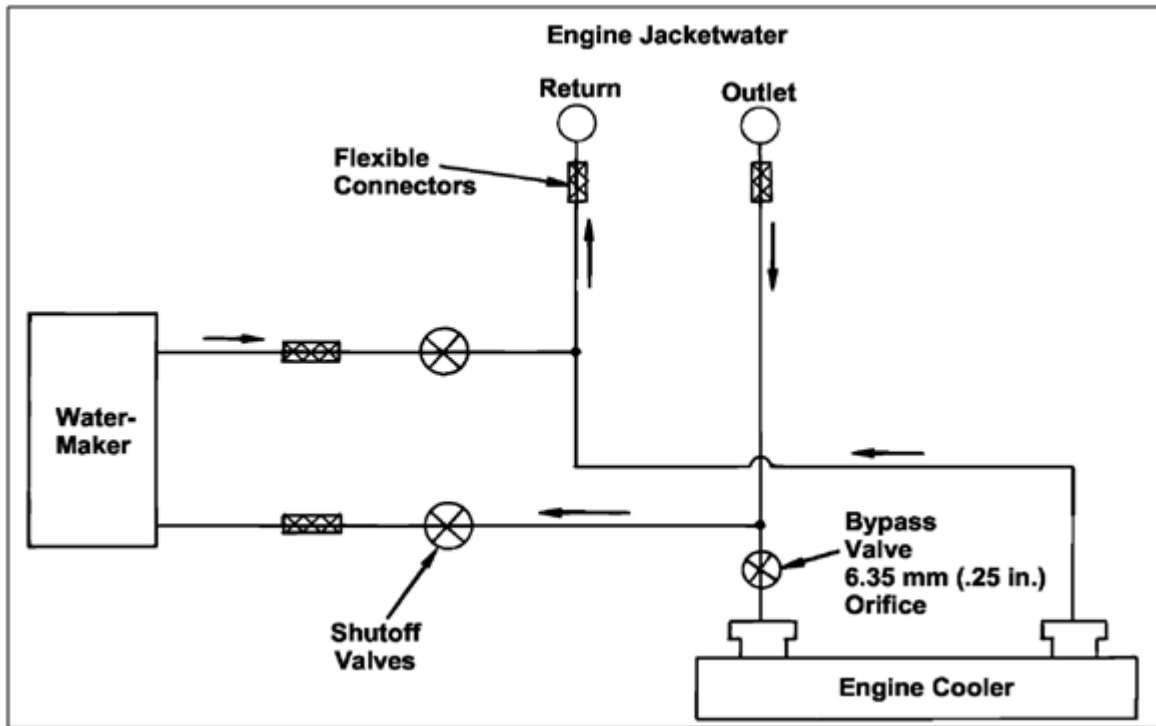 Engine Jacketwater
Return
Outlet
Flexible
Connectors
Water-
Maker
Bypass
Valve
6.35 mm (.25 in.)
Orifice
Shutoff
Valves
Engine Cooler